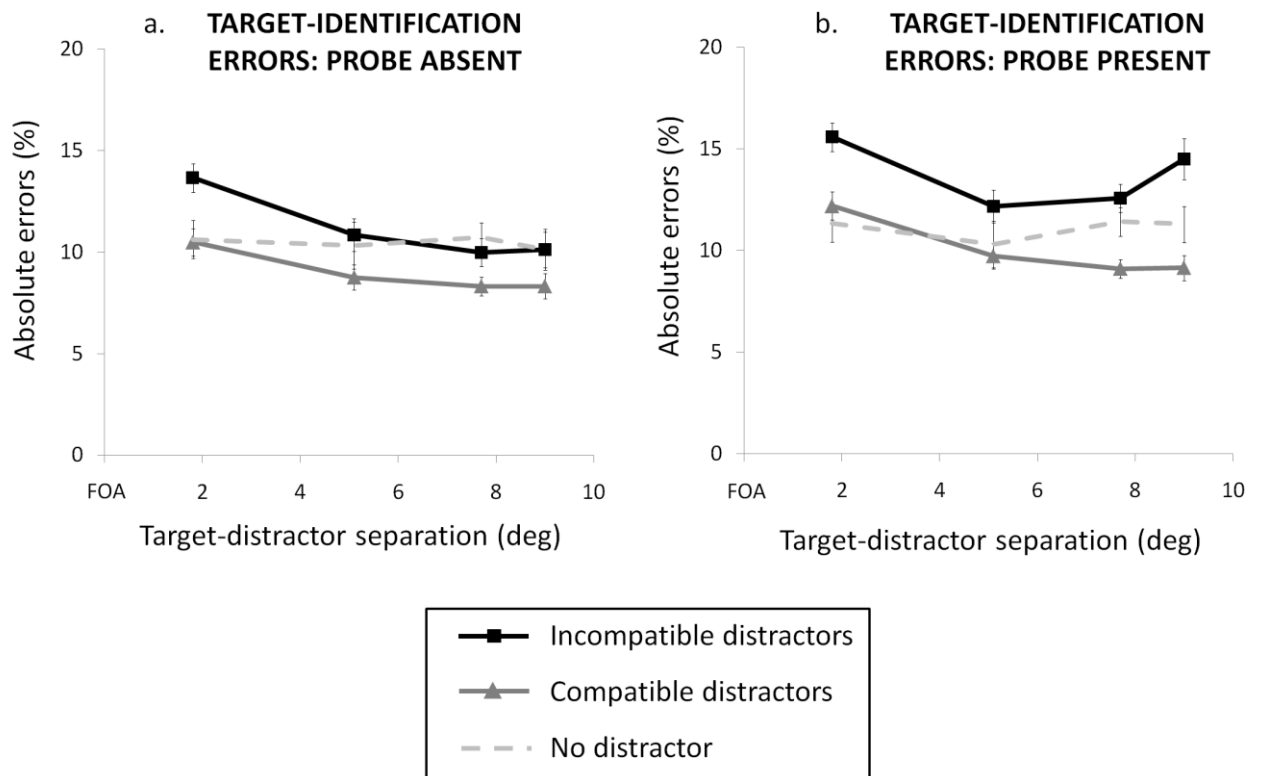 a. TARGET-IDENTIFICATION
ERRORS: PROBE ABSENT
20
15
10
5
0
Absolute errors (%)
FOA 2 4 6 8 10
Target-distractor separation (deg)
b. TARGET-IDENTIFICATION
ERRORS: PROBE PRESENT
20
15
10
5
0
Absolute errors (%)
FOA 2 4 6 8 10
Target-distractor separation (deg)
Incompatible distractors
Compatible distractors
No distractor